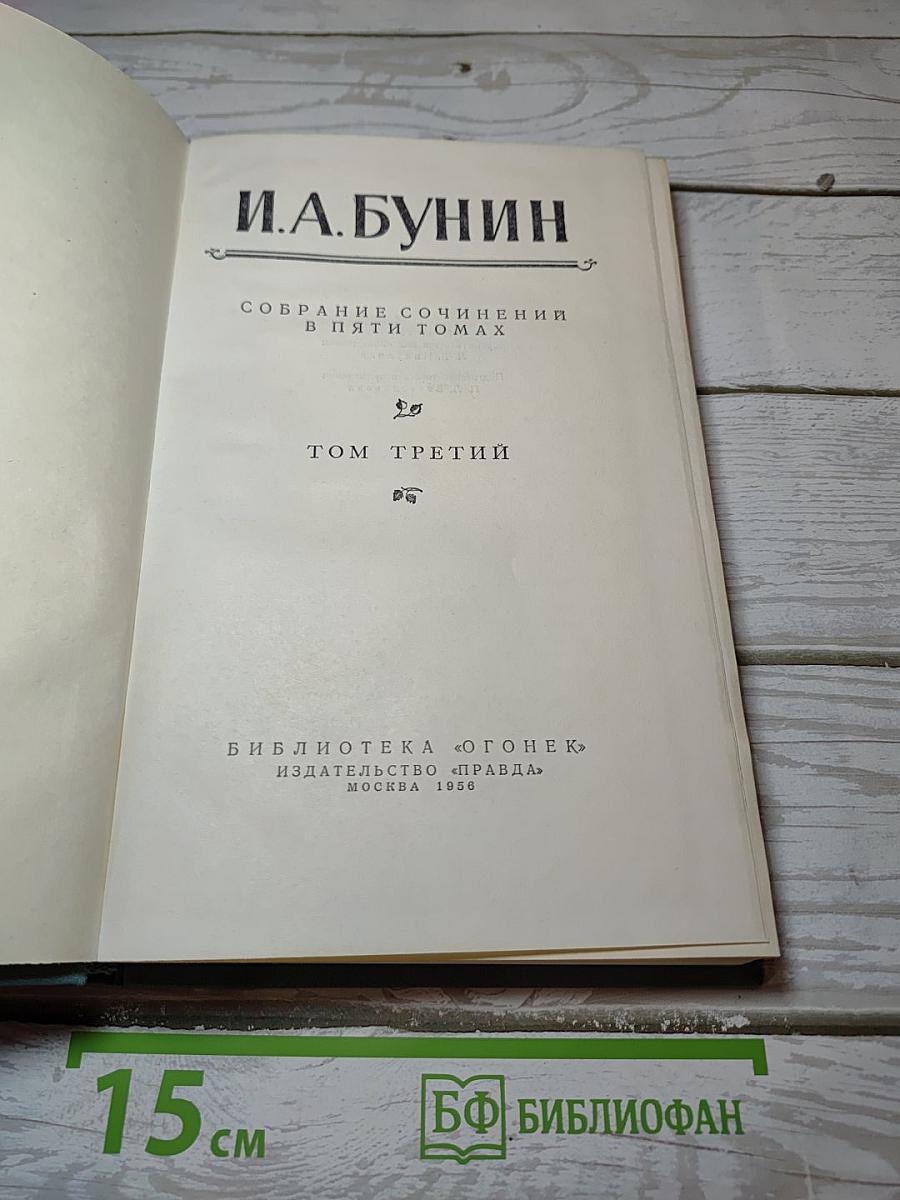 И.А.БУНИН
СОБРАНИЕ СОЧИНЕНИЙ
В ПЯТИ ТОМАХ
ТОМ ТРЕТИЙ
БИБЛИОТЕКА «ОГОНЕК»
ИЗДАТЕЛЬСТВО «ПРАВДА»
МОСКВА 1956
15 см
БФ БИБЛИОФАН